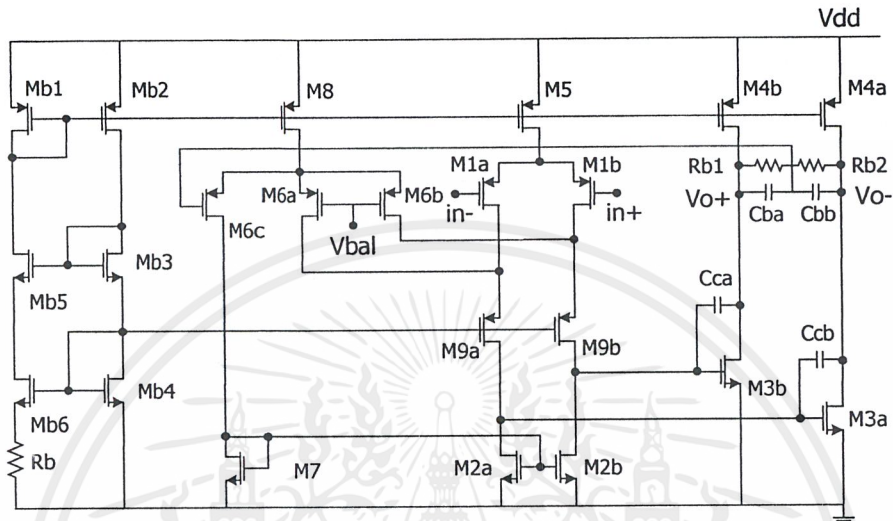 Vdd
Mb1
Mb2
M8
M5
M4b
M4a
M1a
M1b
Rb1
Rb2
M6a
M6b
in-
in+
Vo+
Cba
Cbb
Vo-
M6c
Vbal
Mb5
Mb3
Cca
M9a
M9b
Ccb
Mb6
Mb4
M3b
M3a
Rb
M7
M2a
M2b